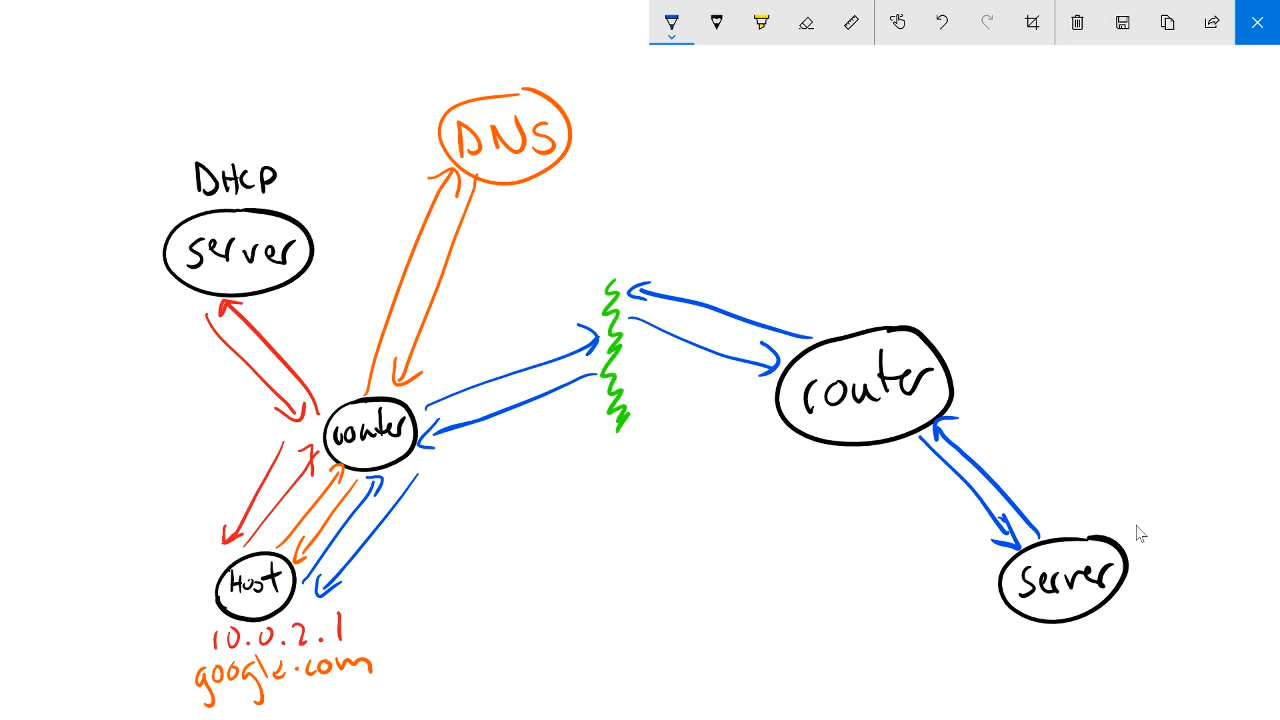 DNS
DHCP
server
router
router
Host
server
10.0.2.1
google.com